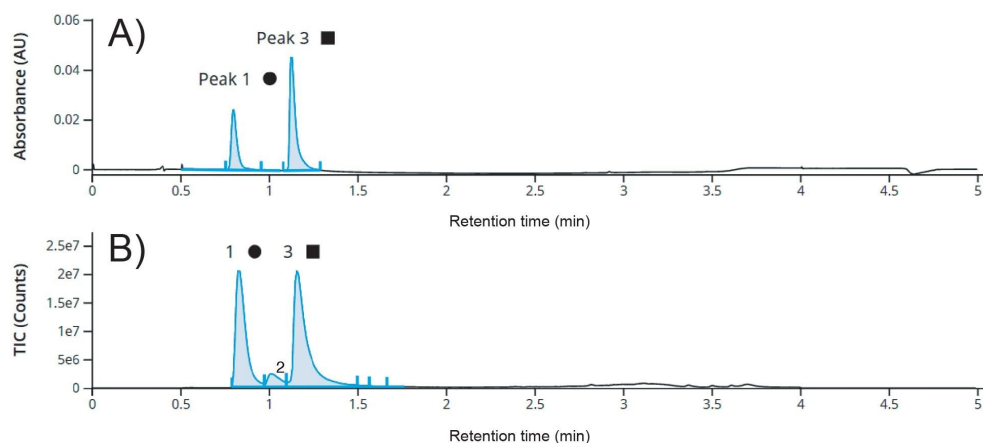 A)
Absorbance (AU)
0.06
0.04
0.02
0
Peak 1
Peak 3
0 0.5 1 1.5 2 2.5 3 3.5 4 4.5 5
Retention time (min)
B)
TIC (Counts)
2.5e7
2e7
1.5e7
1e7
5e6
0
1
3
2
0 0.5 1 1.5 2 2.5 3 3.5 4 4.5 5
Retention time (min)